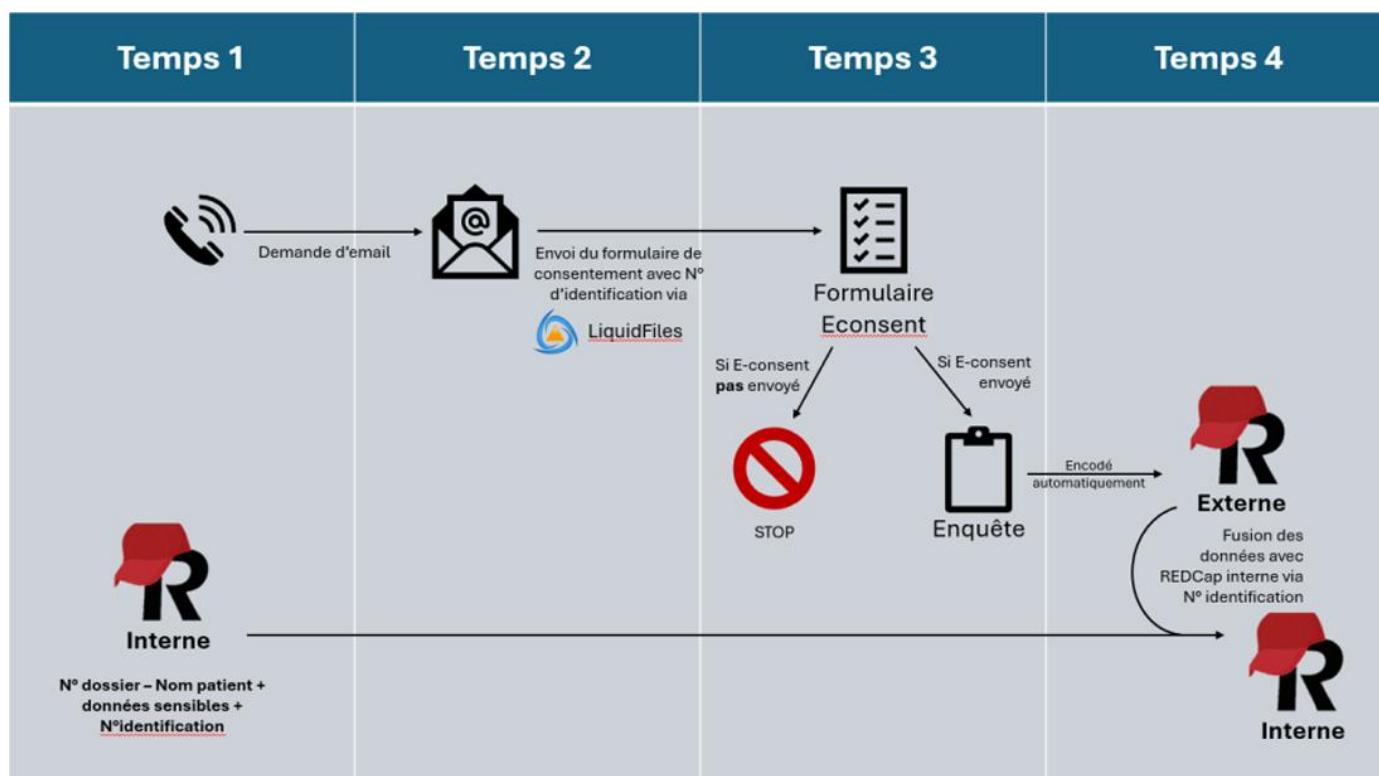 Temps 1
Temps 2
Temps 3
Temps 4
Demande d'email
Envoi du formulaire de
consentement avec N°
d'identification via
LiquidFiles
Formulaire
Econsent
Si E-consent
pas envoyé
Si E-consent
envoyé
STOP
Enquête
Encodé
automatiquement
R
Externe
Fusion des
données avec
REDCap interne via
N° identification
R
Interne
N° dossier – Nom patient +
données sensibles +
N°identification
R
Interne